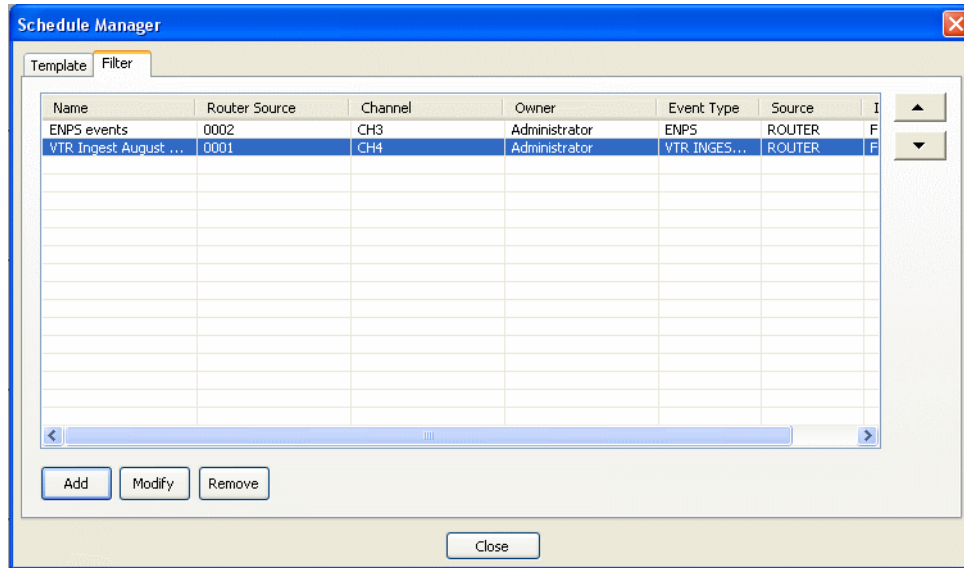 Schedule Manager
Template Filter
Name Router Source Channel Owner Event Type Source I
ENPS events 0002 CH3 Administrator ENPS ROUTER F
VTR Ingest August ... 0001 CH4 Administrator VTR INGES... ROUTER F
Add Modify Remove
Close